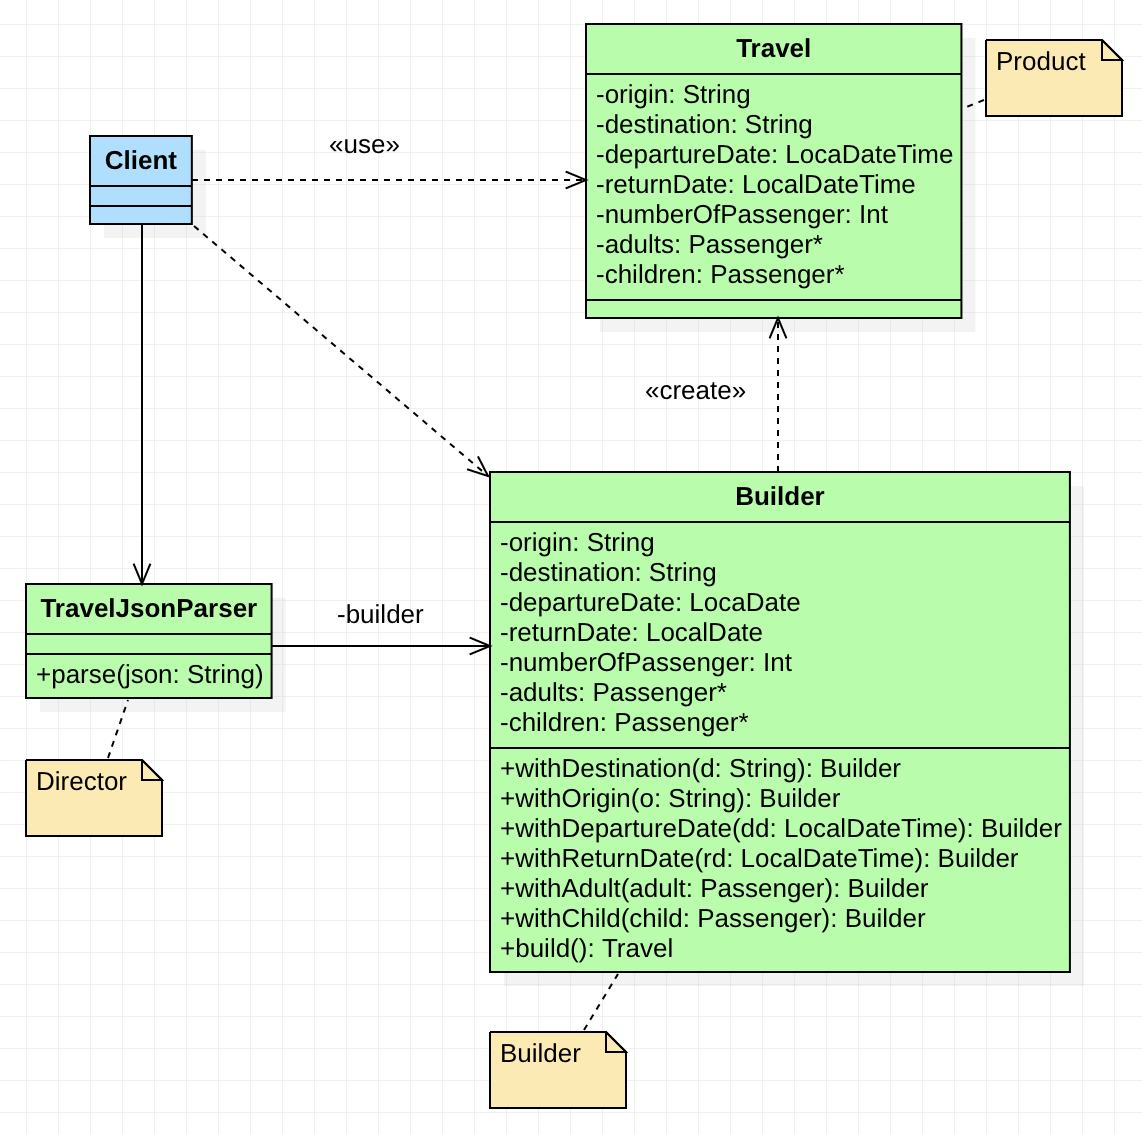 Travel
-origin: String
-destination: String
-departureDate: LocaDateTime
-returnDate: LocalDateTime
-numberOfPassenger: Int
-adults: Passenger*
-children: Passenger*
Product
Client
«use»
«create»
Builder
-origin: String
-destination: String
-departureDate: LocaDate
-returnDate: LocalDate
-numberOfPassenger: Int
-adults: Passenger*
-children: Passenger*
+withDestination(d: String): Builder
+withOrigin(o: String): Builder
+withDepartureDate(dd: LocalDateTime): Builder
+withReturnDate(rd: LocalDateTime): Builder
+withAdult(adult: Passenger): Builder
+withChild(child: Passenger): Builder
+build(): Travel
TravelJsonParser
+parse(json: String)
-builder
Director
Builder